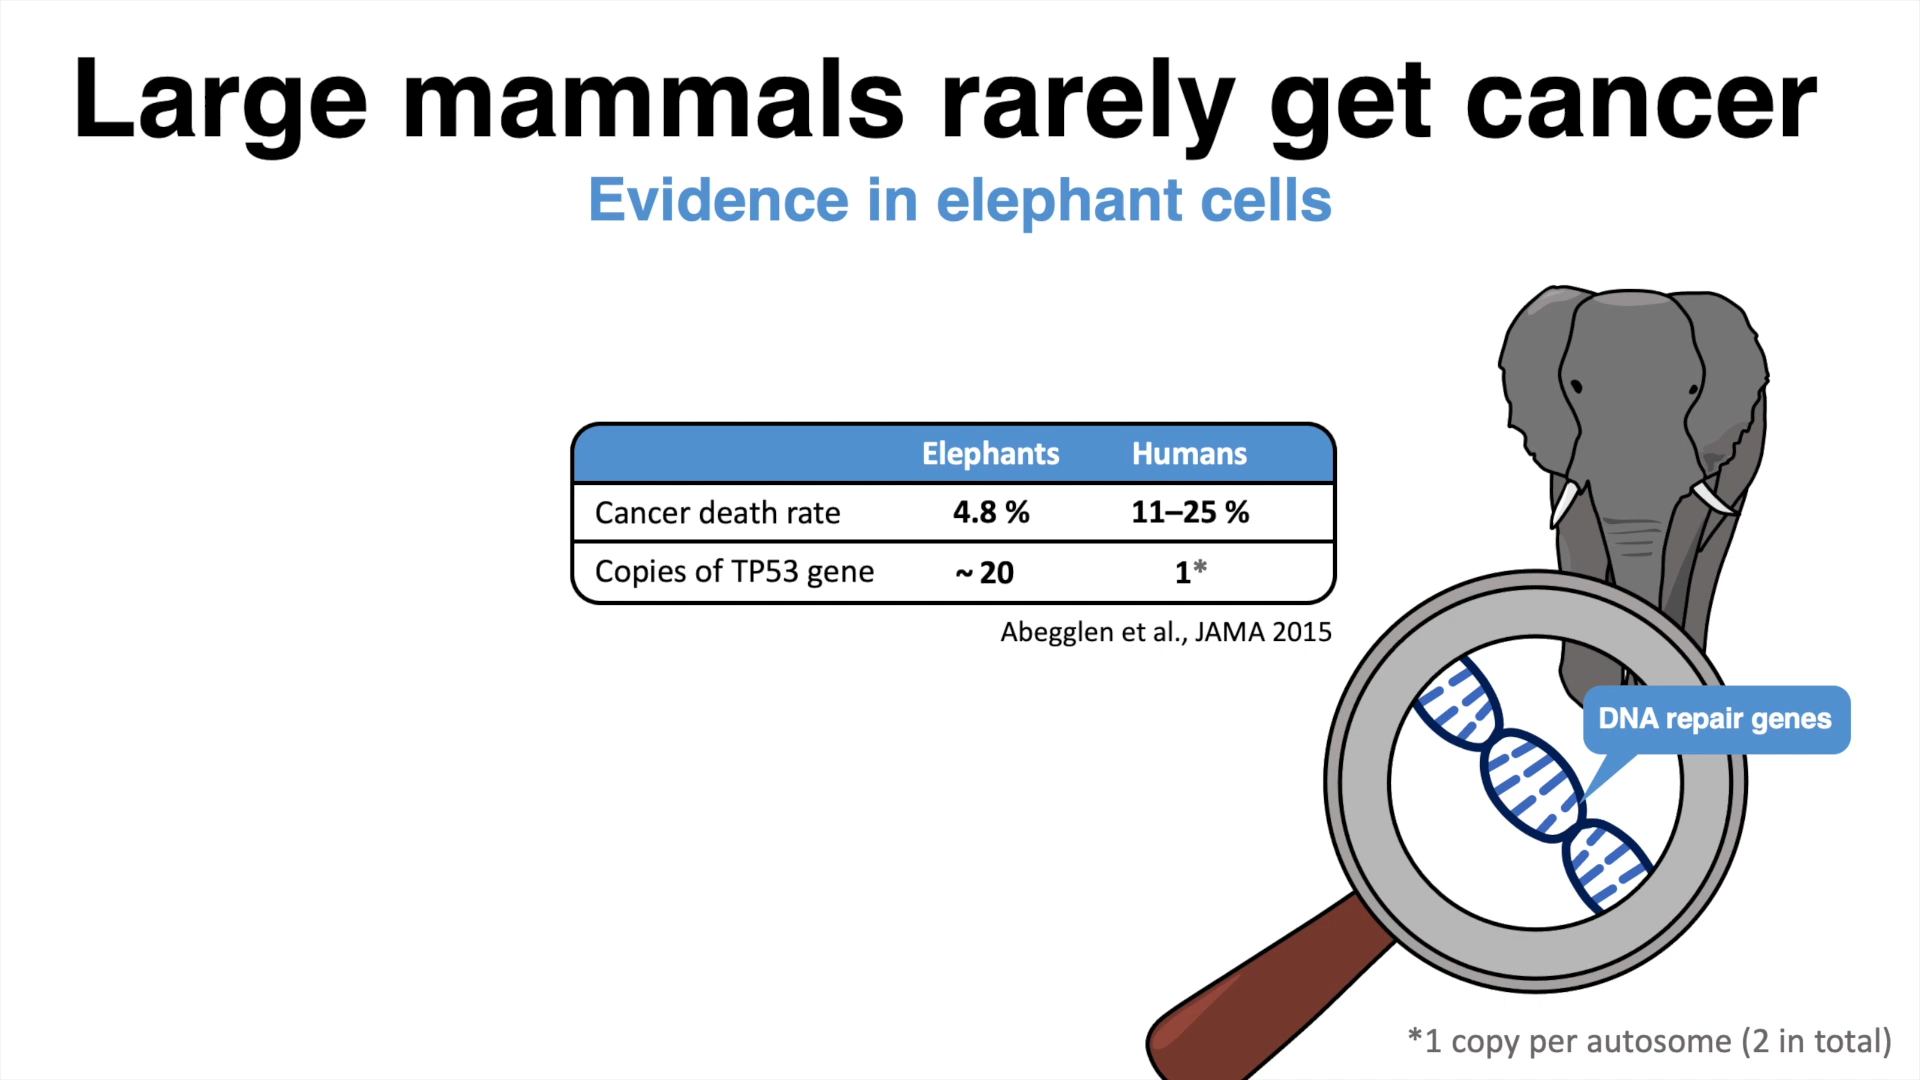 Large mammals rarely get cancer
Evidence in elephant cells
Elephants Humans
Cancer death rate 4.8 % 11–25 %
Copies of TP53 gene ~ 20 1*
Abegglen et al., JAMA 2015
DNA repair genes
*1 copy per autosome (2 in total)